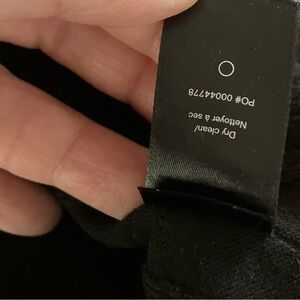 Dry clean/
Nettoyer à sec
PO# 00044778